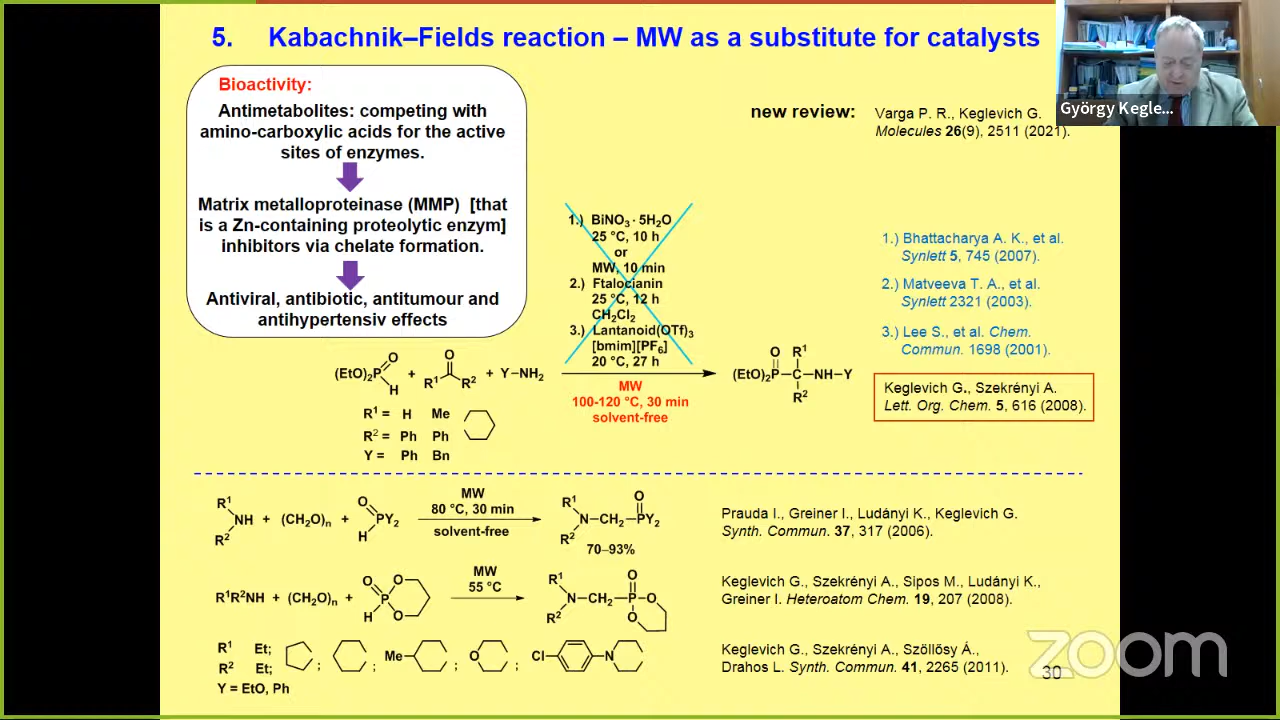 5. Kabachnik–Fields reaction – MW as a substitute for catalysts
György Kegle...
Bioactivity:
Antimetabolites: competing with
amino-carboxylic acids for the active
sites of enzymes.
Matrix metalloproteinase (MMP) [that
is a Zn-containing proteolytic enzym]
inhibitors via chelate formation.
Antiviral, antibiotic, antitumour and
antihypertensiv effects
new review:
Varga P. R., Keglevich G.
Molecules 26(9), 2511 (2021).
1.) BiNO₃ · 5H₂O
25 °C, 10 h
or
MW, 10 min
2.) Ftalocianin
25 °C, 12 h
CH₂Cl₂
3.) Lantanoid(OTf)₃
[bmim][PF₆]
20 °C, 27 h
1.) Bhattacharya A. K., et al.
Synlett 5, 745 (2007).
2.) Matveeva T. A., et al.
Synlett 2321 (2003).
3.) Lee S., et al. Chem.
Commun. 1698 (2001).
(EtO)₂P O H + R¹ O R² + Y–NH₂
MW
100-120 °C, 30 min
solvent-free
(EtO)₂P O C R¹ R² NH–Y
Keglevich G., Szekrényi A.
Lett. Org. Chem. 5, 616 (2008).
R¹ = H Me
R² = Ph Ph
Y = Ph Bn
R¹ R² NH + (CH₂O)n + O H PY₂
MW
80 °C, 30 min
solvent-free
R¹ R² N–CH₂–PY₂ O
70–93%
Prauda I., Greiner I., Ludányi K., Keglevich G.
Synth. Commun. 37, 317 (2006).
R¹R²NH + (CH₂O)n + O H P O O
MW
55 °C
R¹ R² N–CH₂–P O O O
Keglevich G., Szekrényi A., Sipos M., Ludányi K.,
Greiner I. Heteroatom Chem. 19, 207 (2008).
R¹ Et; ; ; Me ; O ; Cl N
R² Et;
Y = EtO, Ph
Keglevich G., Szekrényi A., Szöllősy Á.,
Drahos L. Synth. Commun. 41, 2265 (2011).
30
zoom